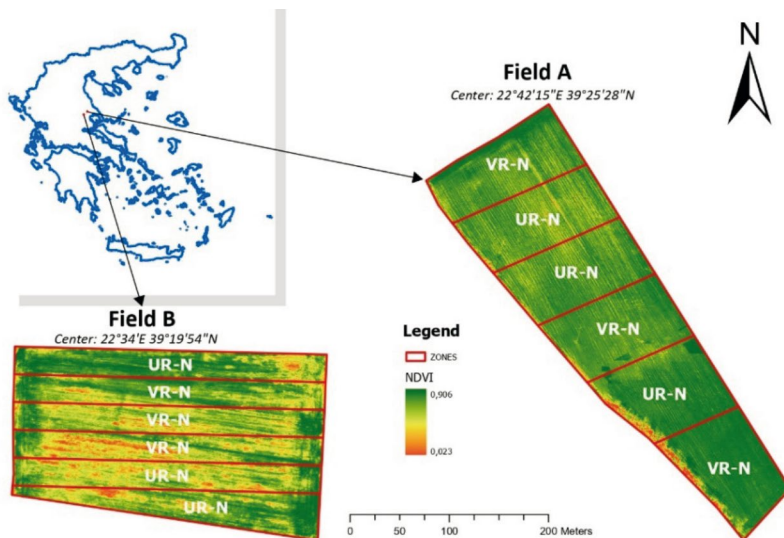 N
Field A
Center: 22°42'15"E 39°25'28"N
VR-N
UR-N
UR-N
VR-N
UR-N
VR-N
Field B
Center: 22°34'E 39°19'54"N
UR-N
VR-N
VR-N
VR-N
UR-N
UR-N
Legend
ZONES
NDVI
0,906
0,023
0 50 100 200 Meters